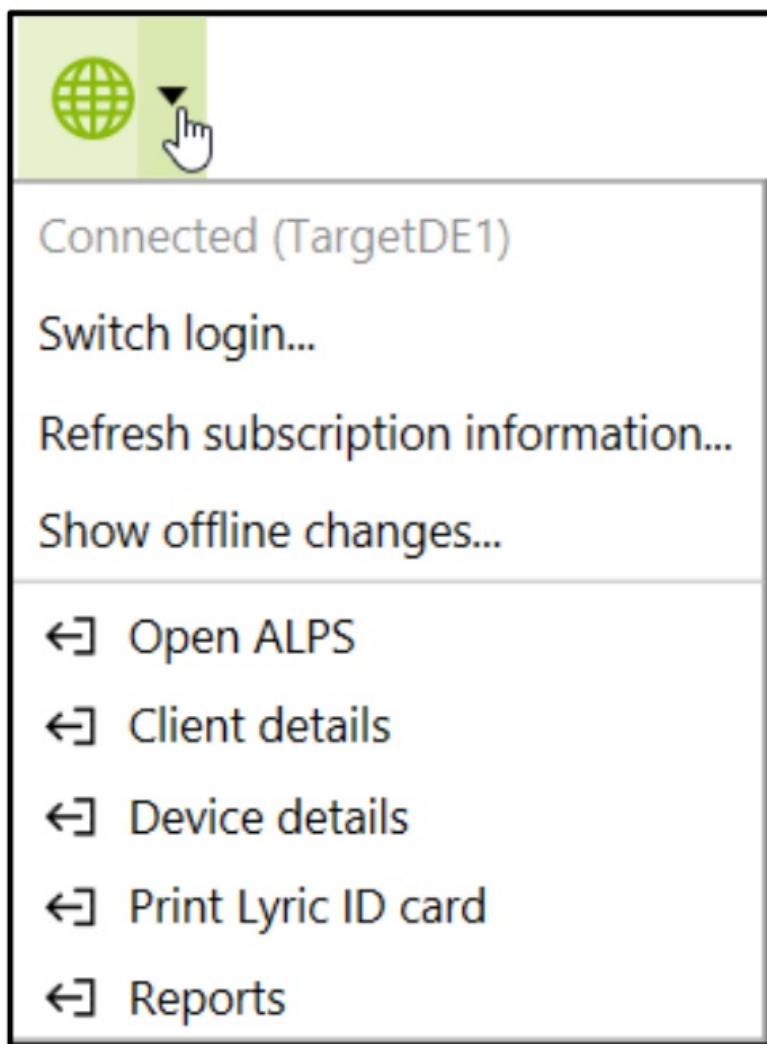 Connected (TargetDE1)
Switch login...
Refresh subscription information...
Show offline changes...
Open ALPS
Client details
Device details
Print Lyric ID card
Reports